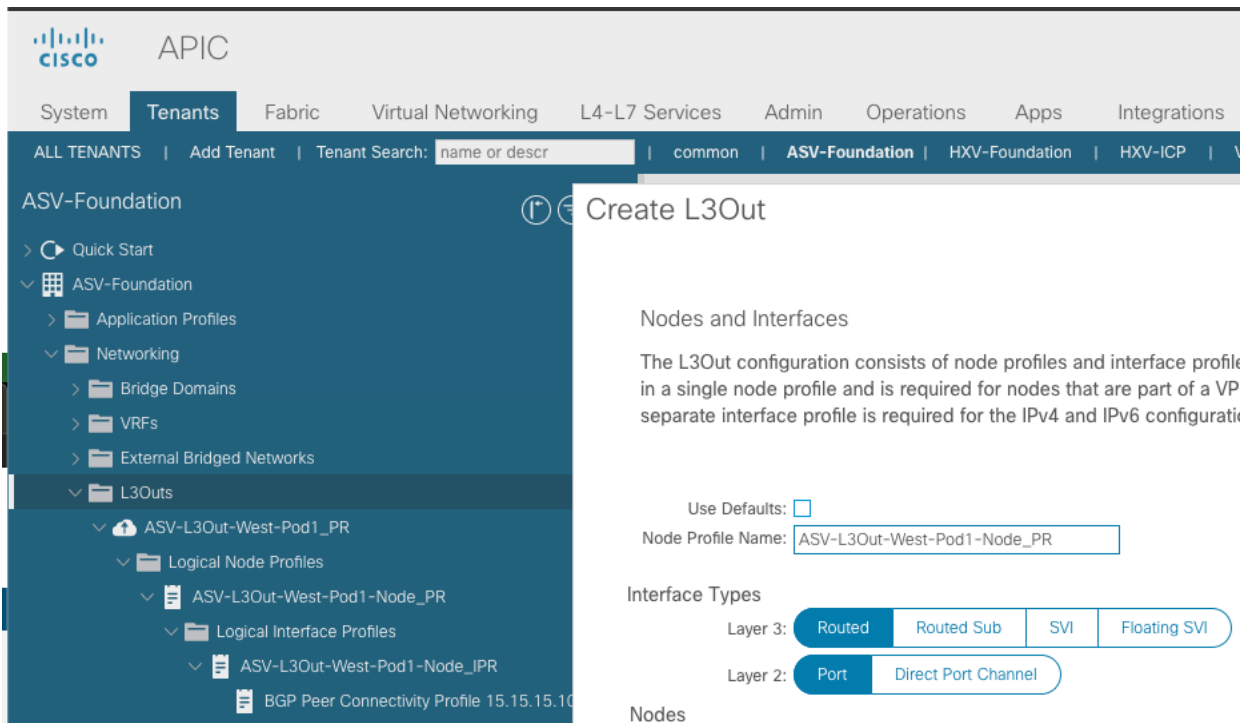 CISCO APIC
System Tenants Fabric Virtual Networking L4-L7 Services Admin Operations Apps Integrations
ALL TENANTS | Add Tenant | Tenant Search: name or descr | common | ASV-Foundation | HXV-Foundation | HXV-ICP |
ASV-Foundation
Quick Start
ASV-Foundation
Application Profiles
Networking
Bridge Domains
VRFs
External Bridged Networks
L3Outs
ASV-L3Out-West-Pod1_PR
Logical Node Profiles
ASV-L3Out-West-Pod1-Node_PR
Logical Interface Profiles
ASV-L3Out-West-Pod1-Node_IPR
BGP Peer Connectivity Profile 15.15.15.10
Create L3Out
Nodes and Interfaces
The L3Out configuration consists of node profiles and interface profile
in a single node profile and is required for nodes that are part of a VP
separate interface profile is required for the IPv4 and IPv6 configurati
Use Defaults:
Node Profile Name: ASV-L3Out-West-Pod1-Node_PR
Interface Types
Layer 3: Routed Routed Sub SVI Floating SVI
Layer 2: Port Direct Port Channel
Nodes